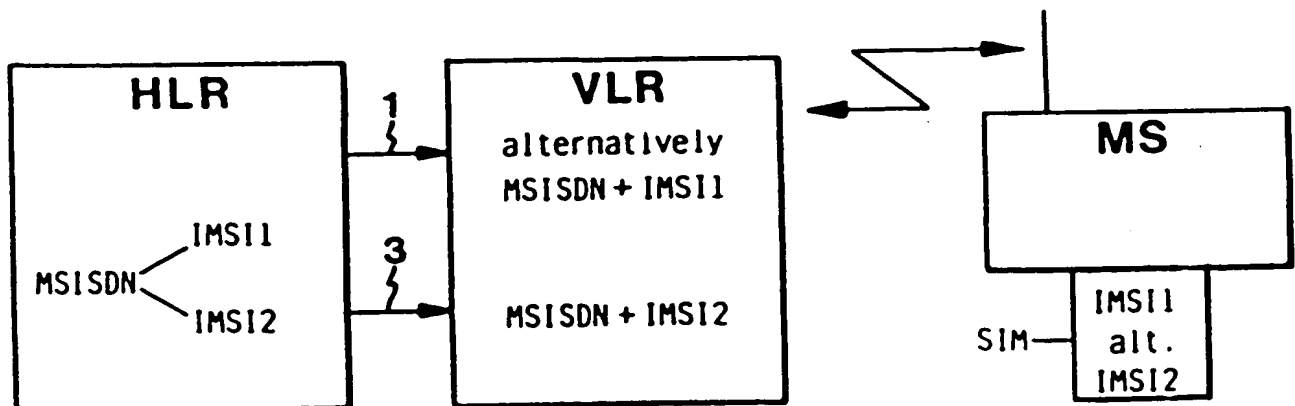 HLR
1
3
MSISDN
IMSI1
IMSI2
VLR
alternatively
MSISDN + IMSI1
MSISDN + IMSI2
MS
SIM
IMSI1
alt.
IMSI2